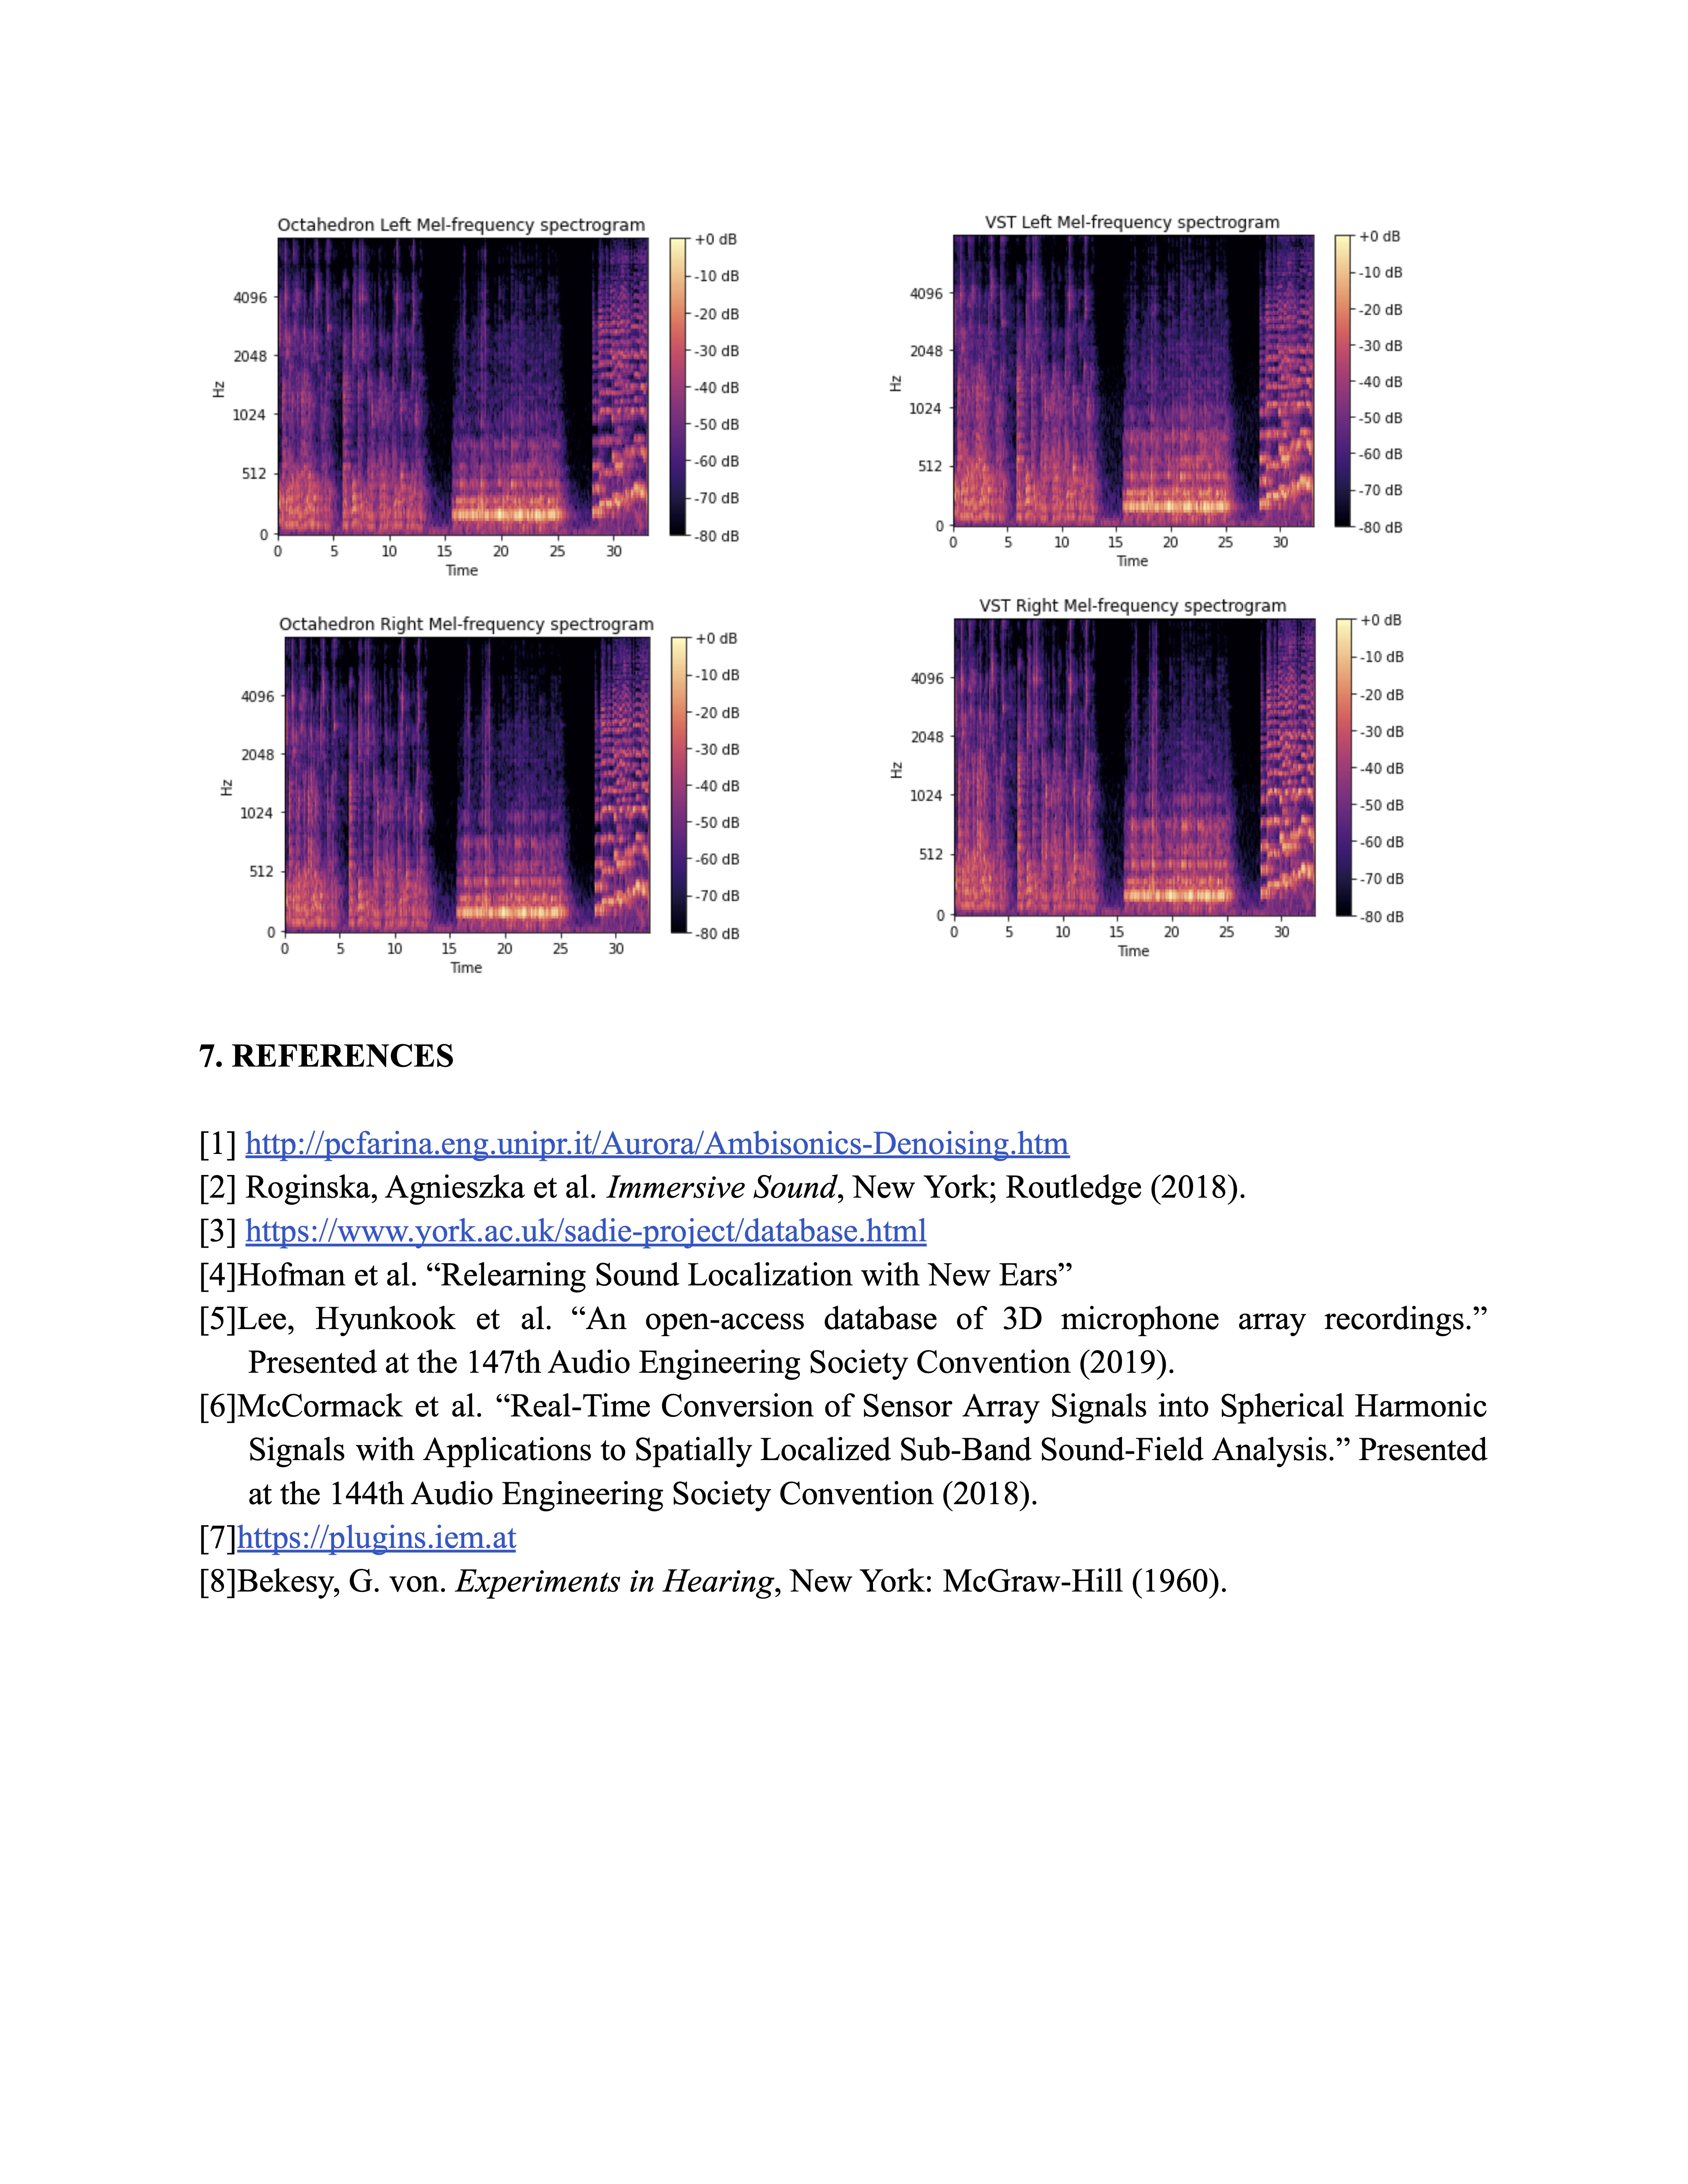 Octahedron Left Mel-frequency spectrogram
+0 dB
-10 dB
4096
-20 dB
2048
-30 dB
Hz
-40 dB
1024
-50 dB
512
-60 dB
-70 dB
0
-80 dB
0 5 10 15 20 25 30
Time
VST Left Mel-frequency spectrogram
+0 dB
-10 dB
4096
-20 dB
2048
-30 dB
Hz
-40 dB
1024
-50 dB
512
-60 dB
-70 dB
0
-80 dB
0 5 10 15 20 25 30
Time
Octahedron Right Mel-frequency spectrogram
+0 dB
-10 dB
4096
-20 dB
2048
-30 dB
Hz
-40 dB
1024
-50 dB
512
-60 dB
-70 dB
0
-80 dB
0 5 10 15 20 25 30
Time
VST Right Mel-frequency spectrogram
+0 dB
-10 dB
4096
-20 dB
2048
-30 dB
Hz
-40 dB
1024
-50 dB
512
-60 dB
-70 dB
0
-80 dB
0 5 10 15 20 25 30
Time
7. REFERENCES
[1] http://pcfarina.eng.unipr.it/Aurora/Ambisonics-Denoising.htm
[2] Roginska, Agnieszka et al. Immersive Sound, New York; Routledge (2018).
[3] https://www.york.ac.uk/sadie-project/database.html
[4]Hofman et al. “Relearning Sound Localization with New Ears”
[5]Lee, Hyunkook et al. “An open-access database of 3D microphone array recordings.”
Presented at the 147th Audio Engineering Society Convention (2019).
[6]McCormack et al. “Real-Time Conversion of Sensor Array Signals into Spherical Harmonic
Signals with Applications to Spatially Localized Sub-Band Sound-Field Analysis.” Presented
at the 144th Audio Engineering Society Convention (2018).
[7]https://plugins.iem.at
[8]Bekesy, G. von. Experiments in Hearing, New York: McGraw-Hill (1960).